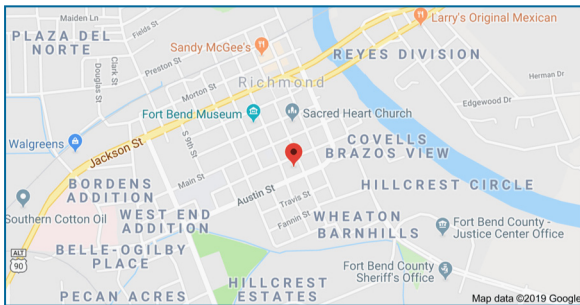 Maiden Ln
Larry's Original Mexican
Fields St
PLAZA DEL
NORTE
Clark St
Douglas St
Sandy McGee's
Preston St
REYES DIVISION
Herman Dr
Richmond
Morton St
Edgewood Dr
Fort Bend Museum
Sacred Heart Church
Walgreens
Jackson St
S 9th St
COVELLS
BRAZOS VIEW
Main St
BORDENS
ADDITION
Austin St
HILLCREST CIRCLE
Southern Cotton Oil
WEST END
ADDITION
Travis St
Fannin St
WHEATON
BARNHILLS
Fort Bend County -
Justice Center Office
BELLE-OGILBY
PLACE
ALT
90
Fort Bend County
Sheriff's Office
HILLCREST
ESTATES
PECAN ACRES
Map data ©2019 Google